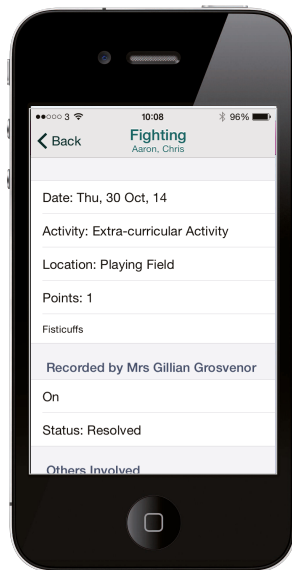 3 10:08 96%
Back Fighting
Aaron, Chris
Date: Thu, 30 Oct, 14
Activity: Extra-curricular Activity
Location: Playing Field
Points: 1
Fisticuffs
Recorded by Mrs Gillian Grosvenor
On
Status: Resolved
Others Involved